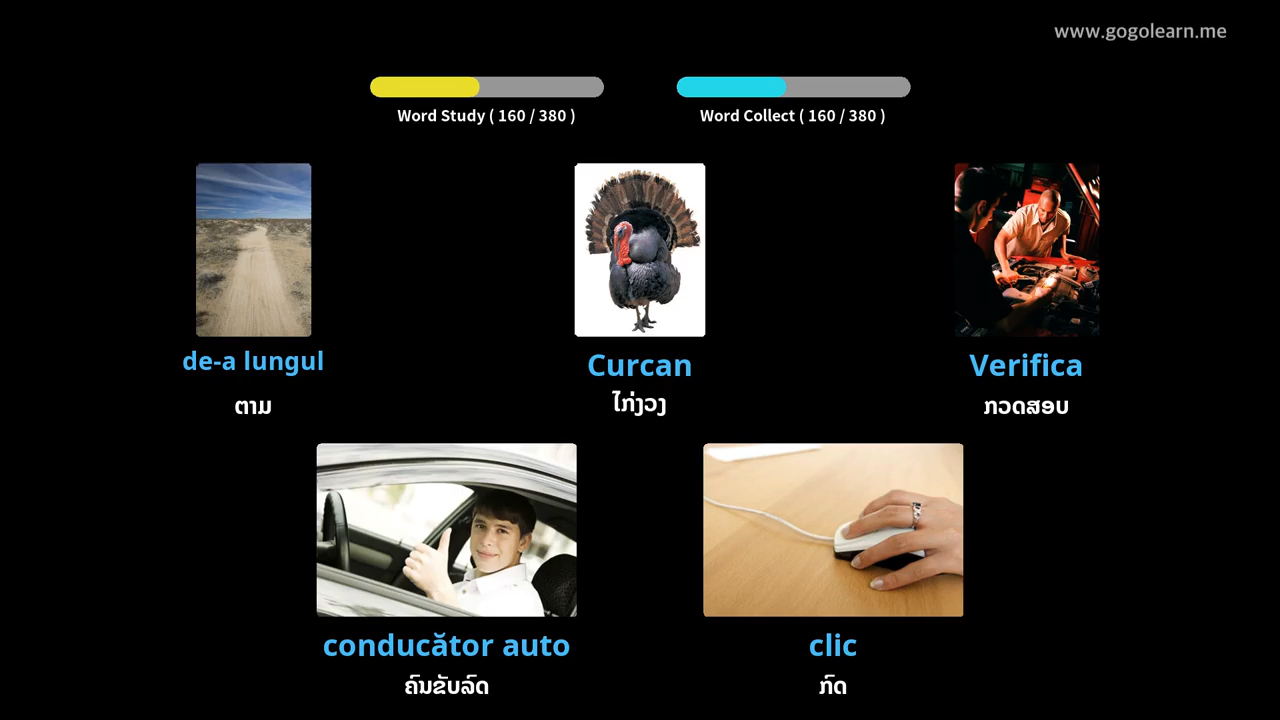 www.gogolearn.me
Word Study ( 160 / 380 )
Word Collect ( 160 / 380 )
de-a lungul
ຕາມ
Curcan
ໄກ່ງວງ
Verifica
ກວດສອບ
conducător auto
ຄົນຂັບລົດ
clic
ກົດ